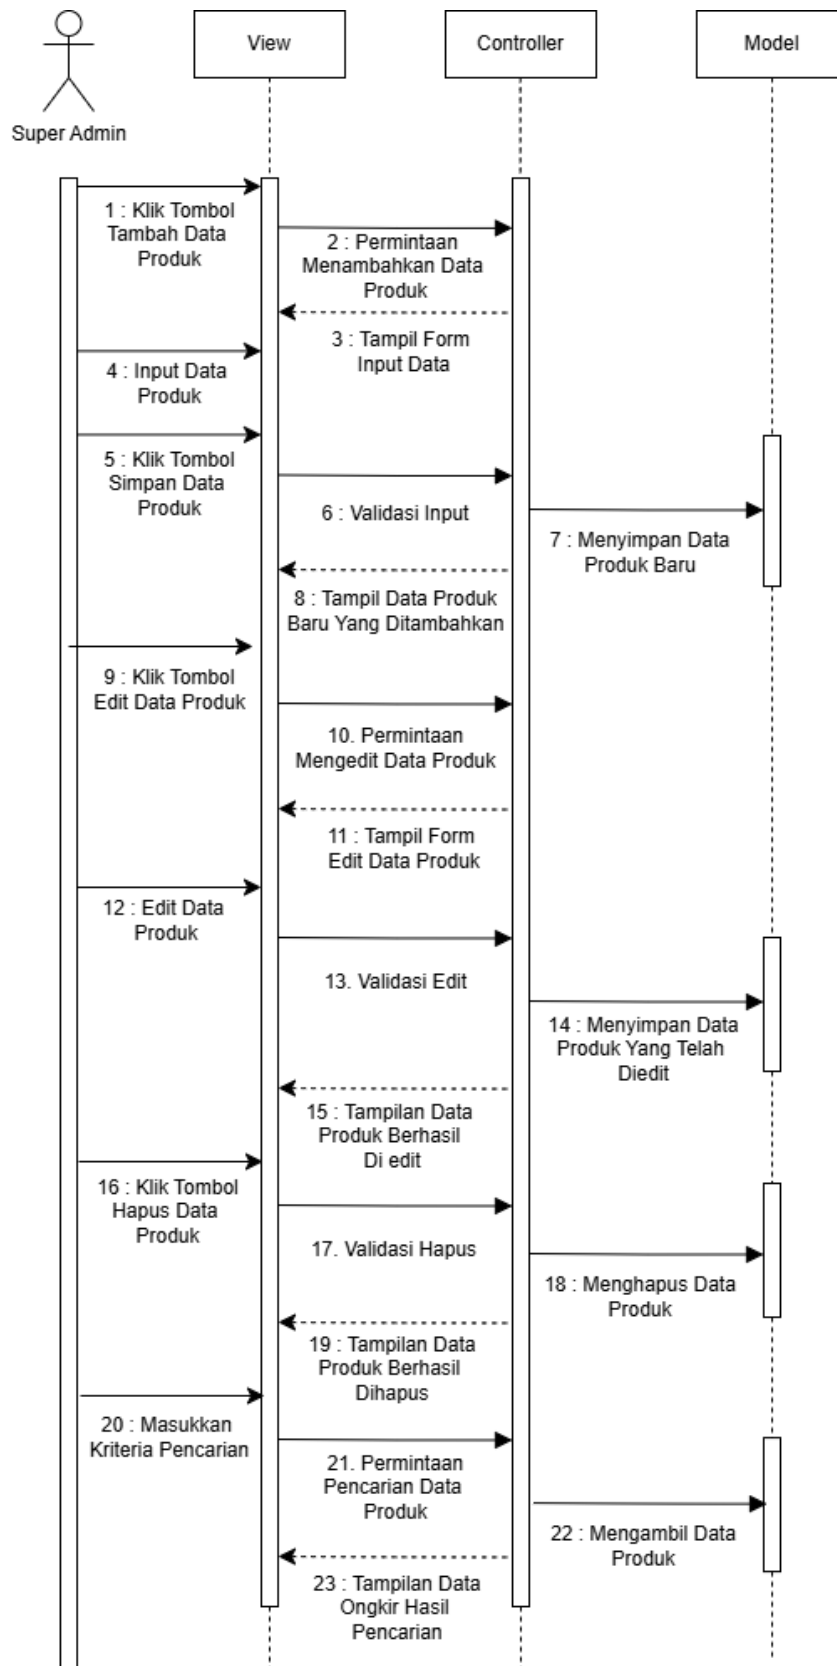 View
Controller
Model
Super Admin
1 : Klik Tombol
Tambah Data
Produk
2 : Permintaan
Menambahkan Data
Produk
3 : Tampil Form
Input Data
4 : Input Data
Produk
5 : Klik Tombol
Simpan Data
Produk
6 : Validasi Input
7 : Menyimpan Data
Produk Baru
8 : Tampil Data Produk
Baru Yang Ditambahkan
9 : Klik Tombol
Edit Data Produk
10. Permintaan
Mengedit Data Produk
11 : Tampil Form
Edit Data Produk
12 : Edit Data
Produk
13. Validasi Edit
14 : Menyimpan Data
Produk Yang Telah
Diedit
15 : Tampilan Data
Produk Berhasil
Di edit
16 : Klik Tombol
Hapus Data
Produk
17. Validasi Hapus
18 : Menghapus Data
Produk
19 : Tampilan Data
Produk Berhasil
Dihapus
20 : Masukkan
Kriteria Pencarian
21. Permintaan
Pencarian Data
Produk
22 : Mengambil Data
Produk
23 : Tampilan Data
Ongkir Hasil
Pencarian